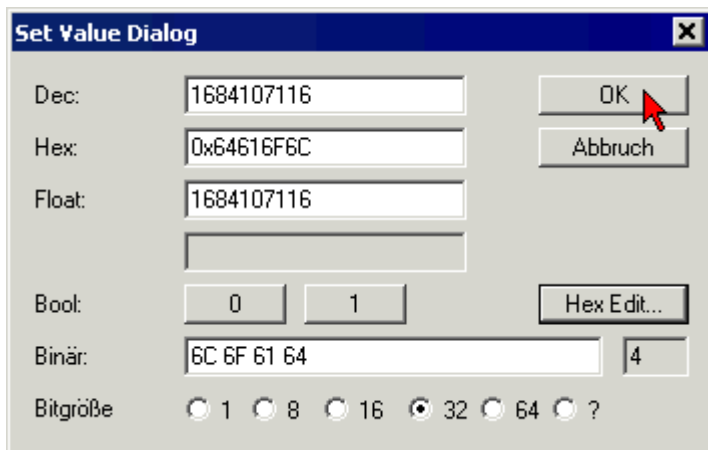 Set Value Dialog
Dec: 1684107116 OK
Hex: 0x64616F6C Abbruch
Float: 1684107116
Bool: 0 1 Hex Edit...
Binär: 6C 6F 61 64 4
Bitgröße 1 8 16 32 64 ?